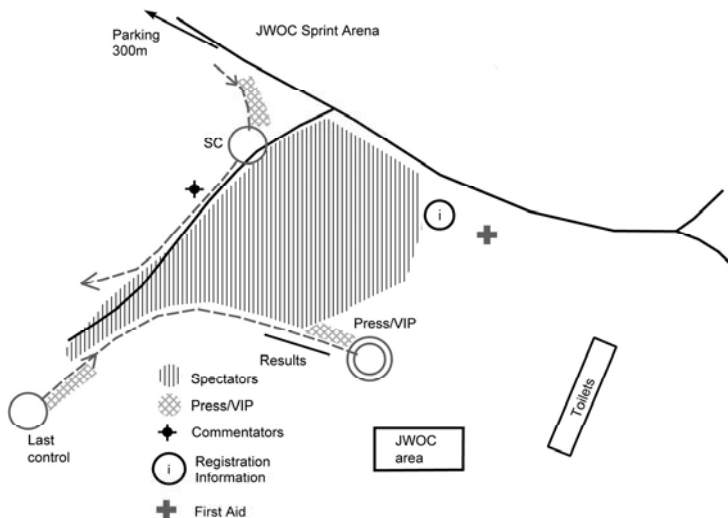 Parking
300m
JWOC Sprint Arena
SC
i
Press/VIP
Results
Spectators
Press/VIP
Last
control
Commentators
i
Registration
Information
JWOC
area
Toilets
First Aid